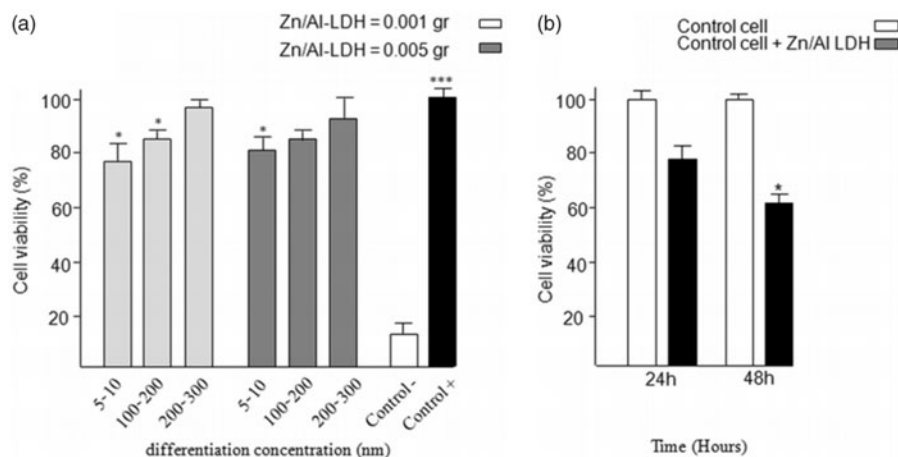 (a)
Zn/Al-LDH = 0.001 gr
Zn/Al-LDH = 0.005 gr
Cell viability (%)
100
80
60
40
20
* * * ***
5-10
100-200
200-300
5-10
100-200
200-300
Control-
Control+
differentiation concentration (nm)
(b)
Control cell
Control cell + Zn/Al LDH
Cell viability (%)
100
80
60
40
20
*
24h 48h
Time (Hours)